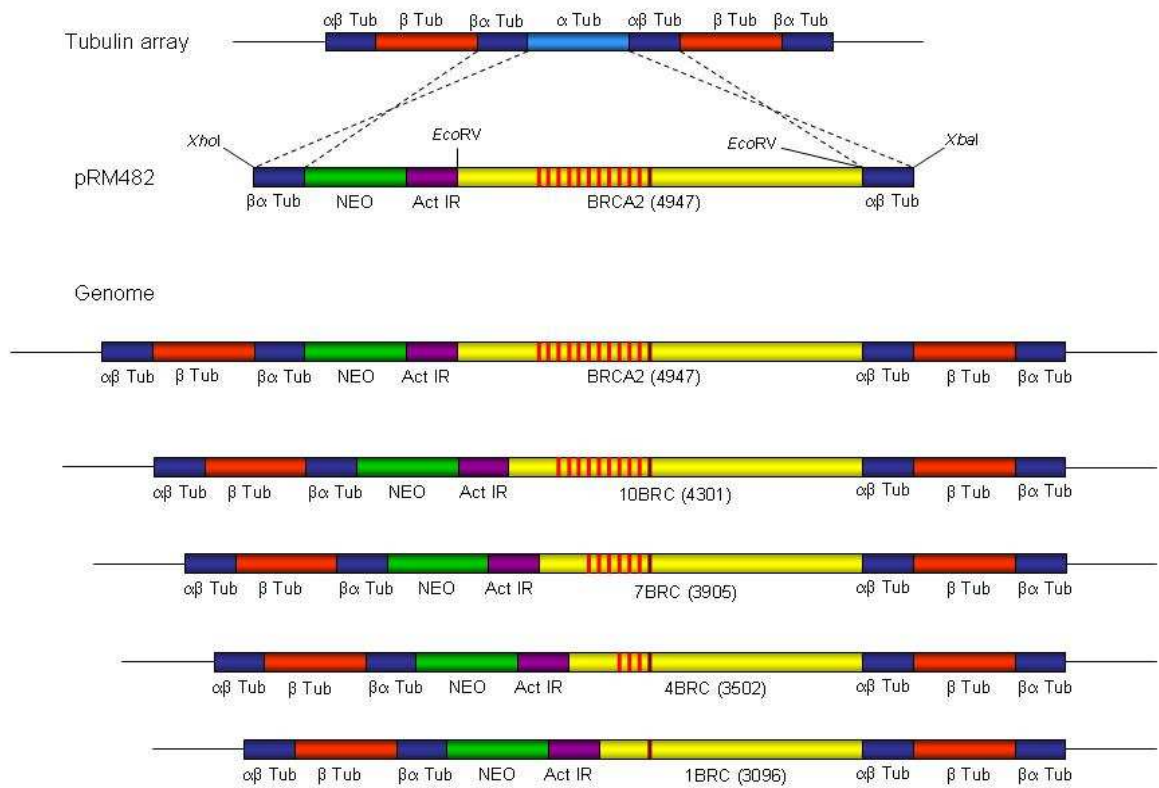 αβ Tub β Tub βα Tub α Tub αβ Tub β Tub βα Tub
Tubulin array
XhoI EcoRV EcoRV XbaI
pRM482
βα Tub NEO Act IR BRCA2 (4947) αβ Tub
Genome
αβ Tub β Tub βα Tub NEO Act IR BRCA2 (4947) αβ Tub β Tub βα Tub
αβ Tub β Tub βα Tub NEO Act IR 10BRC (4301) αβ Tub β Tub βα Tub
αβ Tub β Tub βα Tub NEO Act IR 7BRC (3905) αβ Tub β Tub βα Tub
αβ Tub β Tub βα Tub NEO Act IR 4BRC (3502) αβ Tub β Tub βα Tub
αβ Tub β Tub βα Tub NEO Act IR 1BRC (3096) αβ Tub β Tub βα Tub